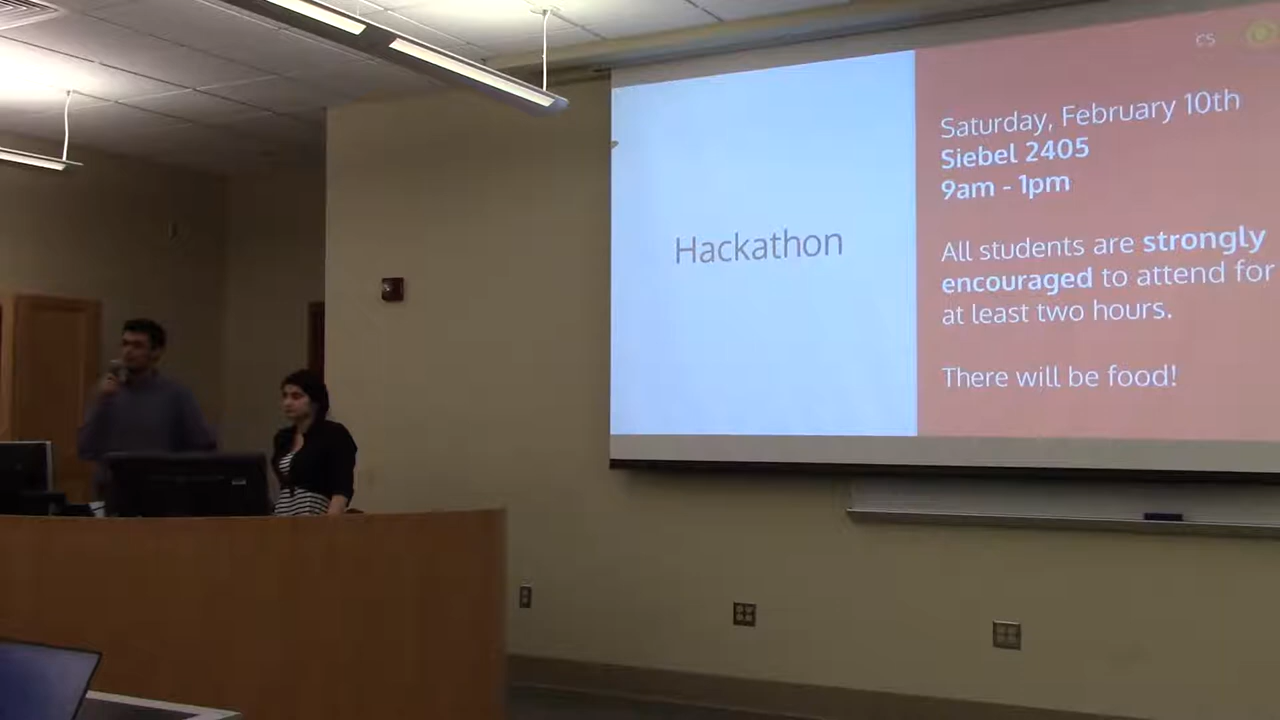 cs
Hackathon
Saturday, February 10th
Siebel 2405
9am - 1pm
All students are strongly
encouraged to attend for
at least two hours.
There will be food!